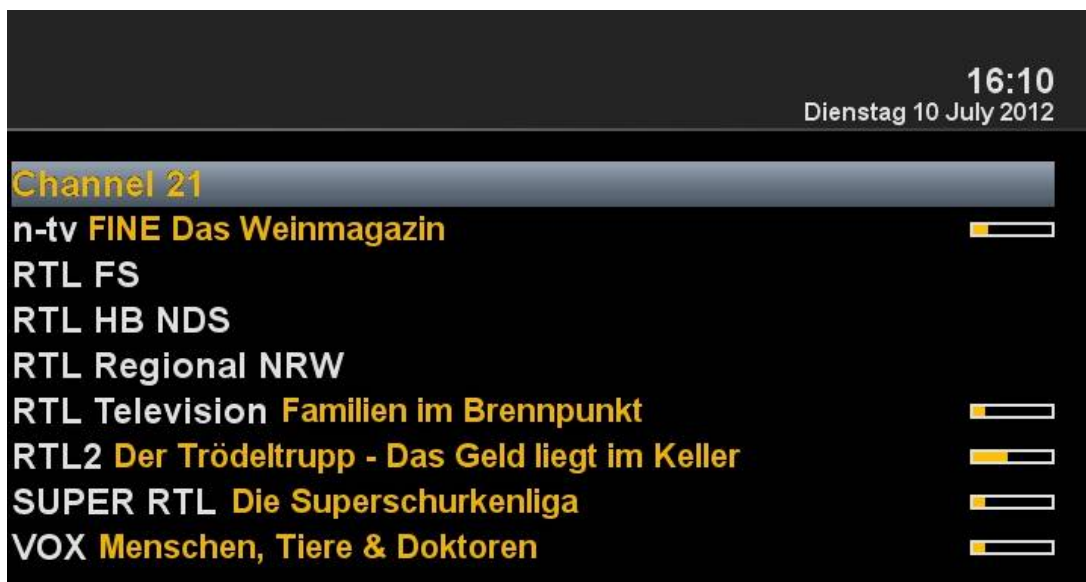 16:10
Dienstag 10 July 2012
Channel 21
n-tv FINE Das Weinmagazin
RTL FS
RTL HB NDS
RTL Regional NRW
RTL Television Familien im Brennpunkt
RTL2 Der Trödeltrupp - Das Geld liegt im Keller
SUPER RTL Die Superschurkenliga
VOX Menschen, Tiere & Doktoren